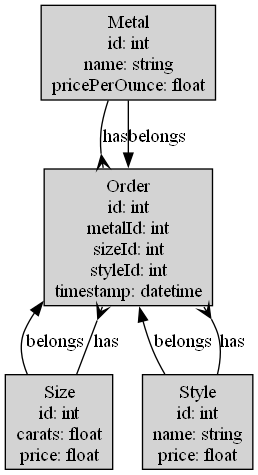 Metal
id: int
name: string
pricePerOunce: float
has
belongs
Order
id: int
metalId: int
sizeId: int
styleId: int
timestamp: datetime
belongs
has
belongs
has
Size
id: int
carats: float
price: float
Style
id: int
name: string
price: float